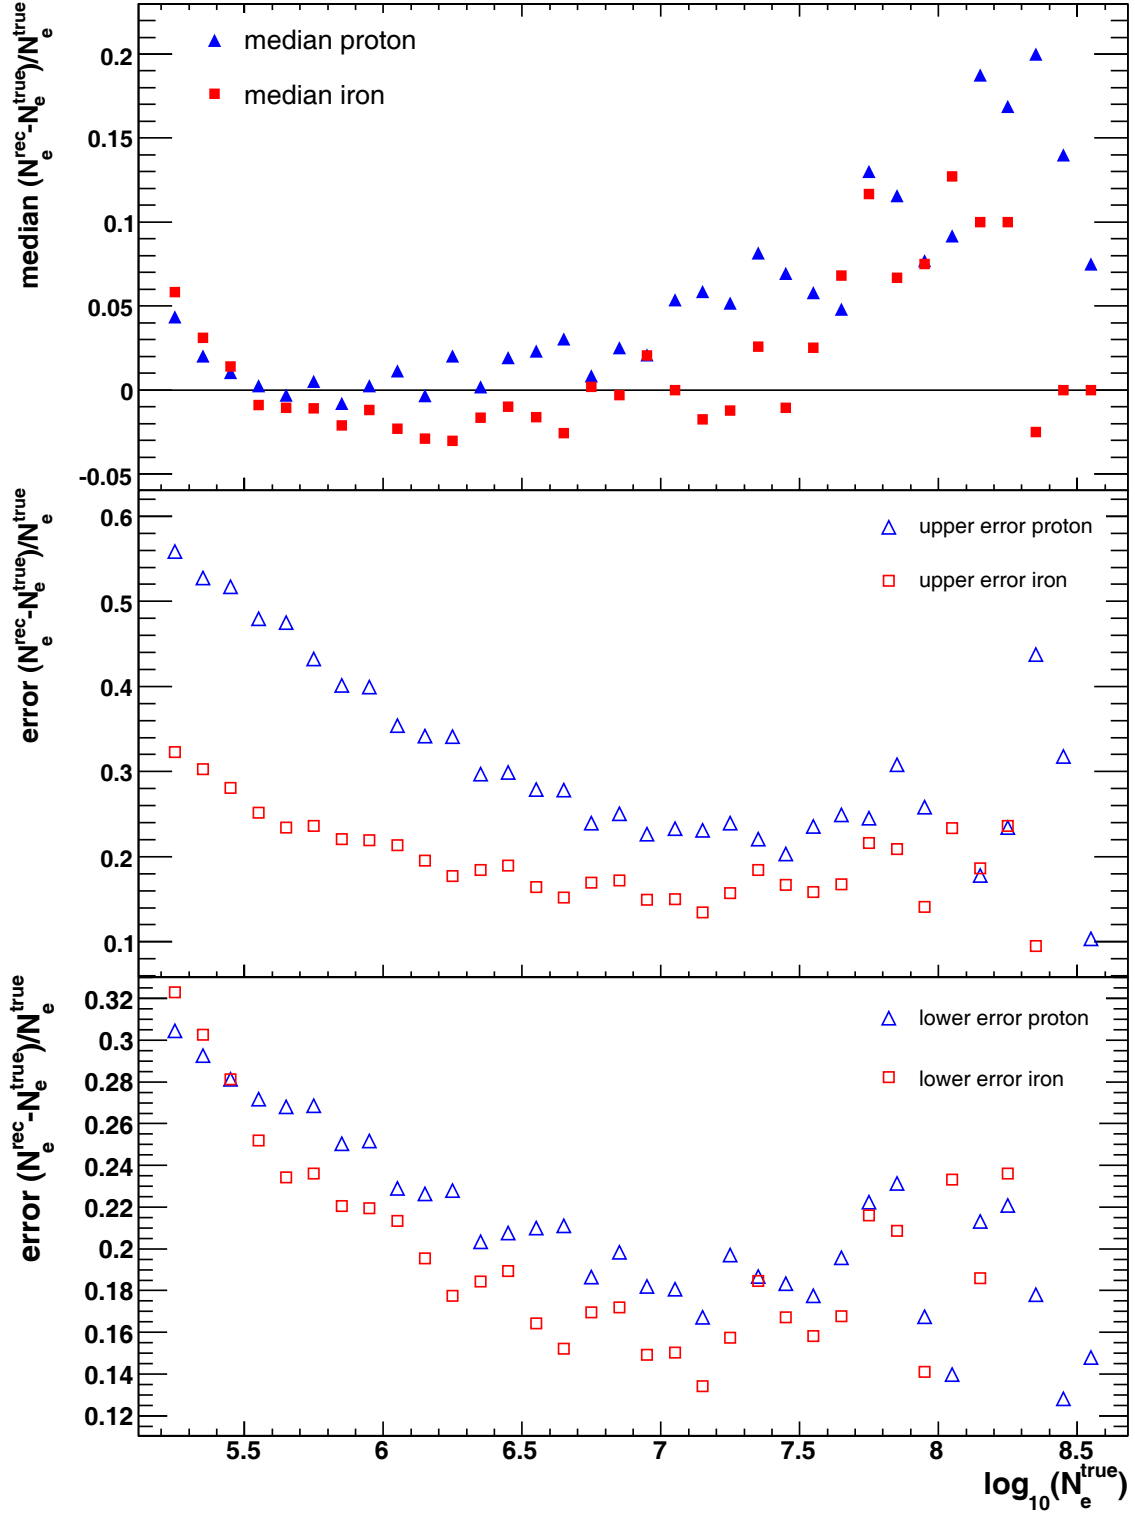 median (N_e^rec-N_e^true)/N_e^true
median proton
median iron
0.2
0.15
0.1
0.05
0
-0.05
error (N_e^rec-N_e^true)/N_e^true
upper error proton
upper error iron
0.6
0.5
0.4
0.3
0.2
0.1
error (N_e^rec-N_e^true)/N_e^true
lower error proton
lower error iron
0.32
0.3
0.28
0.26
0.24
0.22
0.2
0.18
0.16
0.14
0.12
5.5 6 6.5 7 7.5 8 8.5
log_10(N_e^true)